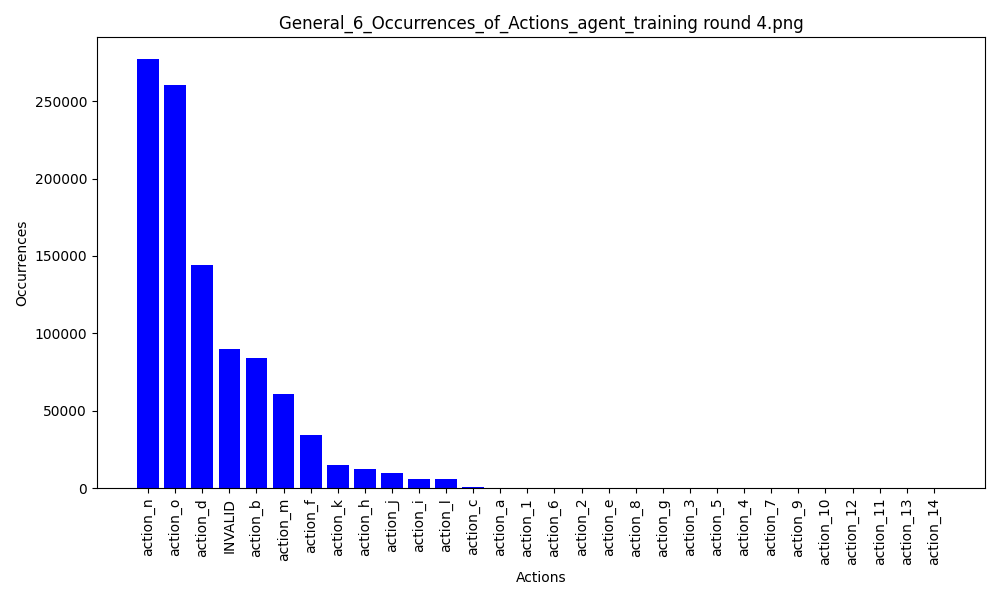 General_6_Occurrences_of_Actions_agent_training round 4.png
Occurrences
250000
200000
150000
100000
50000
0
action_n
action_o
action_d
INVALID
action_b
action_m
action_f
action_k
action_h
action_j
action_i
action_l
action_c
action_a
action_1
action_6
action_2
action_e
action_8
action_g
action_3
action_5
action_4
action_7
action_9
action_10
action_12
action_11
action_13
action_14
Actions